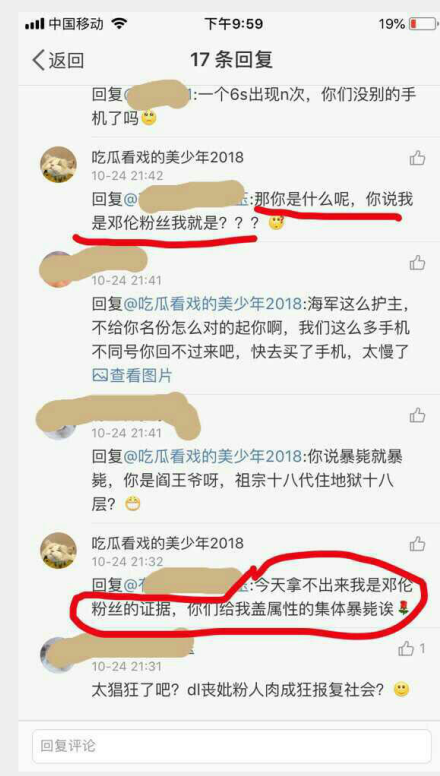 中国移动 下午9:59 19%
返回 17 条回复
回复 :一个6s出现n次，你们没别的手
机了吗
吃瓜看戏的美少年2018
10-24 21:42
回复@ :那你是什么呢，你说我
是邓伦粉丝我就是？？？
10-24 21:41
回复@吃瓜看戏的美少年2018:海军这么护主，
不给你名份怎么对的起你啊，我们这么多手机
不同号你回不过来吧，快去买了手机，太慢了
查看图片
10-24 21:41
回复@吃瓜看戏的美少年2018:你说暴毙就暴
毙，你是阎王爷呀，祖宗十八代住地狱十八
层？
吃瓜看戏的美少年2018
10-24 21:32
回复@ :今天拿不出来我是邓伦
粉丝的证据，你们给我盖属性的集体暴毙诶
10-24 21:31
1
太猖狂了吧？dl丧妣粉人肉成狂报复社会？
回复评论